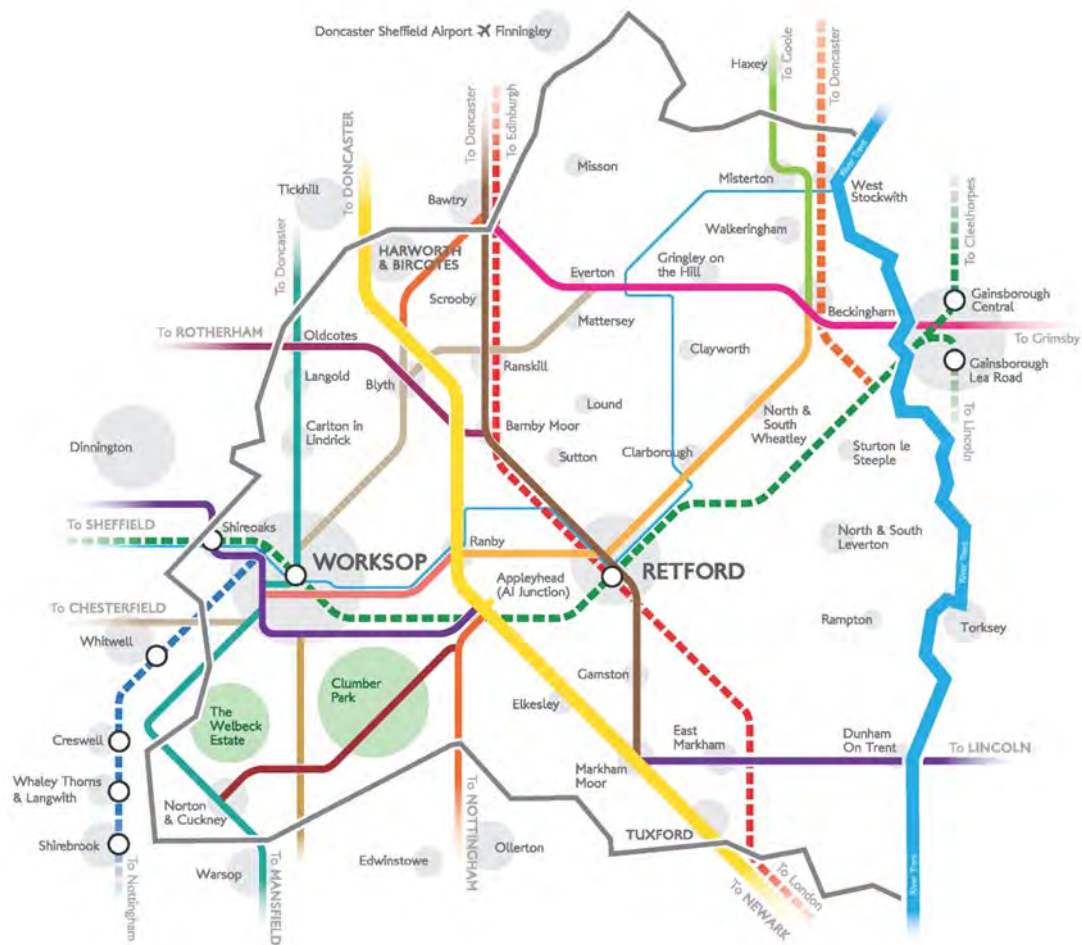 Doncaster Sheffield Airport ✈ Finningley
Haxey
To Goole
To Doncaster
To DONCASTER
To Doncaster
To Edinburgh
River Trent
Misson
Misterton
West
Stockwith
Tickhill
Bawtry
Walkeringham
To Cleethorpes
To Doncaster
HARWORTH
& BIRCOTES
Everton
Gringley on
the Hill
Scrooby
Beckingham
Gainsborough
Central
To ROTHERHAM
Oldcotes
Mattersey
To Grimsby
Clayworth
Langold
Blyth
Ranskill
Gainsborough
Lea Road
Lound
North &
South
Wheatley
To Lincoln
Carlton in
Lindrick
Barnby Moor
Dinnington
Sutton
Clarborough
Sturton le
Steeple
To SHEFFIELD
Shireoaks
Ranby
North & South
Leverton
WORKSOP
RETFORD
River Trent
Appleyhead
(A1 Junction)
To CHESTERFIELD
Whitwell
Rampton
Torksey
Clumber
Park
Gamston
The
Welbeck
Estate
Elkesley
Creswell
East
Markham
Dunham
On Trent
To LINCOLN
Whaley Thorns
& Langwith
Norton
& Cuckney
Markham
Moor
To NOTTINGHAM
Shirebrook
TUXFORD
Ollerton
Edwinstowe
Warsop
To Nottingham
To MANSFIELD
To London
To NEWARK
River Trent